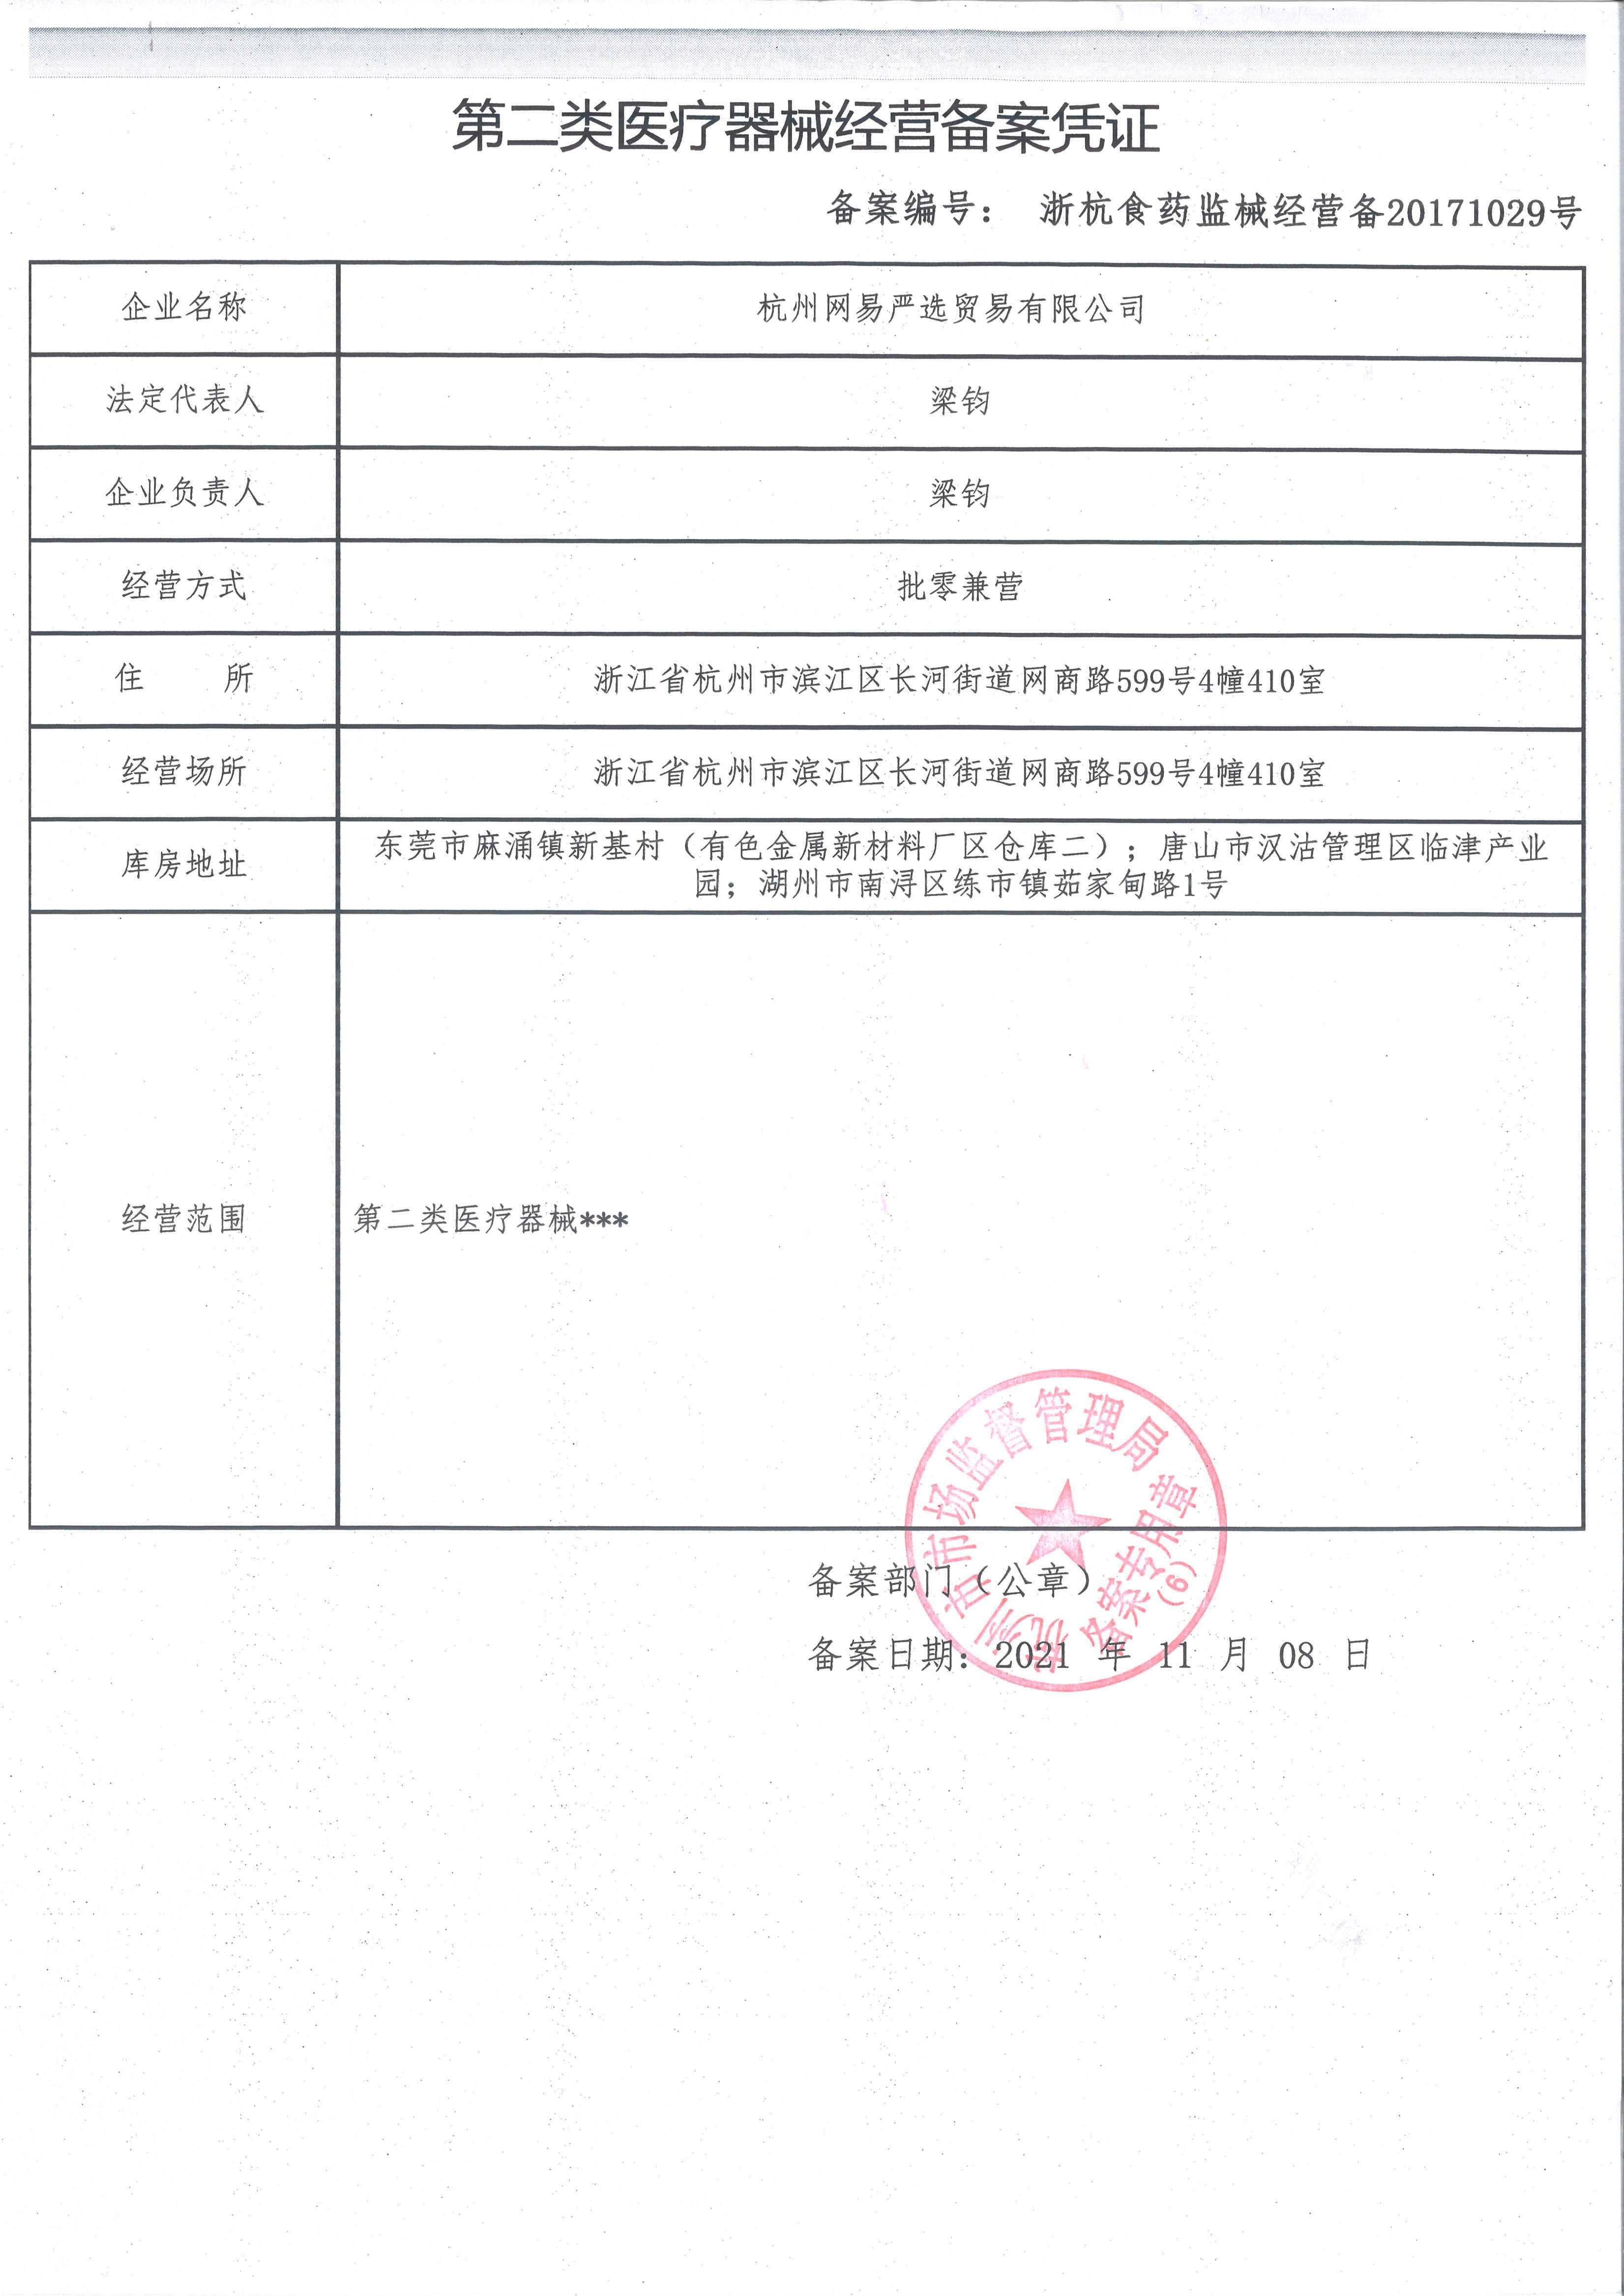 第二类医疗器械经营备案凭证
备案编号： 浙杭食药监械经营备20171029号
企业名称 杭州网易严选贸易有限公司
法定代表人 梁钧
企业负责人 梁钧
经营方式 批零兼营
住 所 浙江省杭州市滨江区长河街道网商路599号4幢410室
经营场所 浙江省杭州市滨江区长河街道网商路599号4幢410室
库房地址 东莞市麻涌镇新基村（有色金属新材料厂区仓库二）；唐山市汉沽管理区临津产业
园；湖州市南浔区练市镇茹家甸路1号
经营范围 第二类医疗器械***
杭州市市场监督管理局
备案专用章
(6)
备案部门（公章）
备案日期：2021 年 11 月 08 日